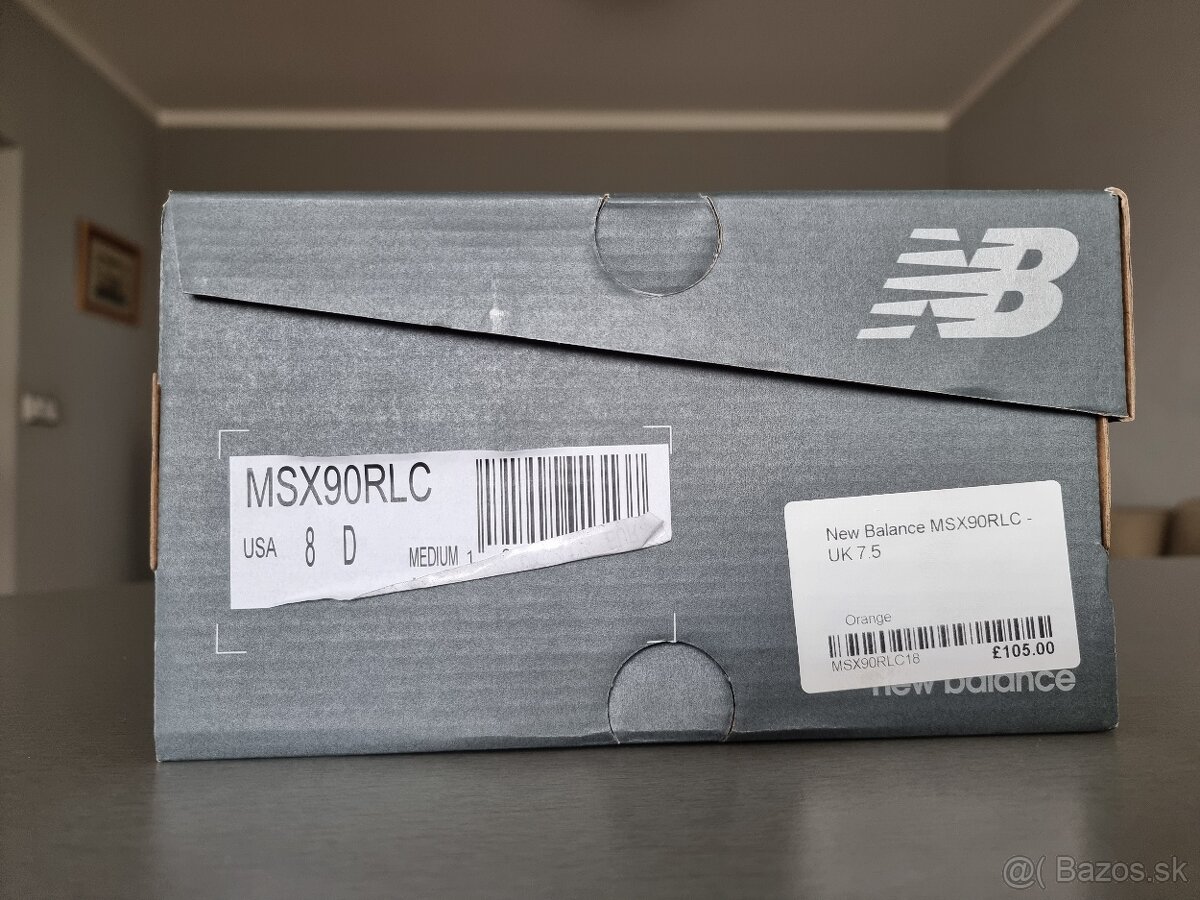 NB
MSX90RLC
USA 8 D MEDIUM 1
New Balance MSX90RLC -
UK 7.5
Orange
MSX90RLC18 £105.00
new balance
@( Bazos.sk